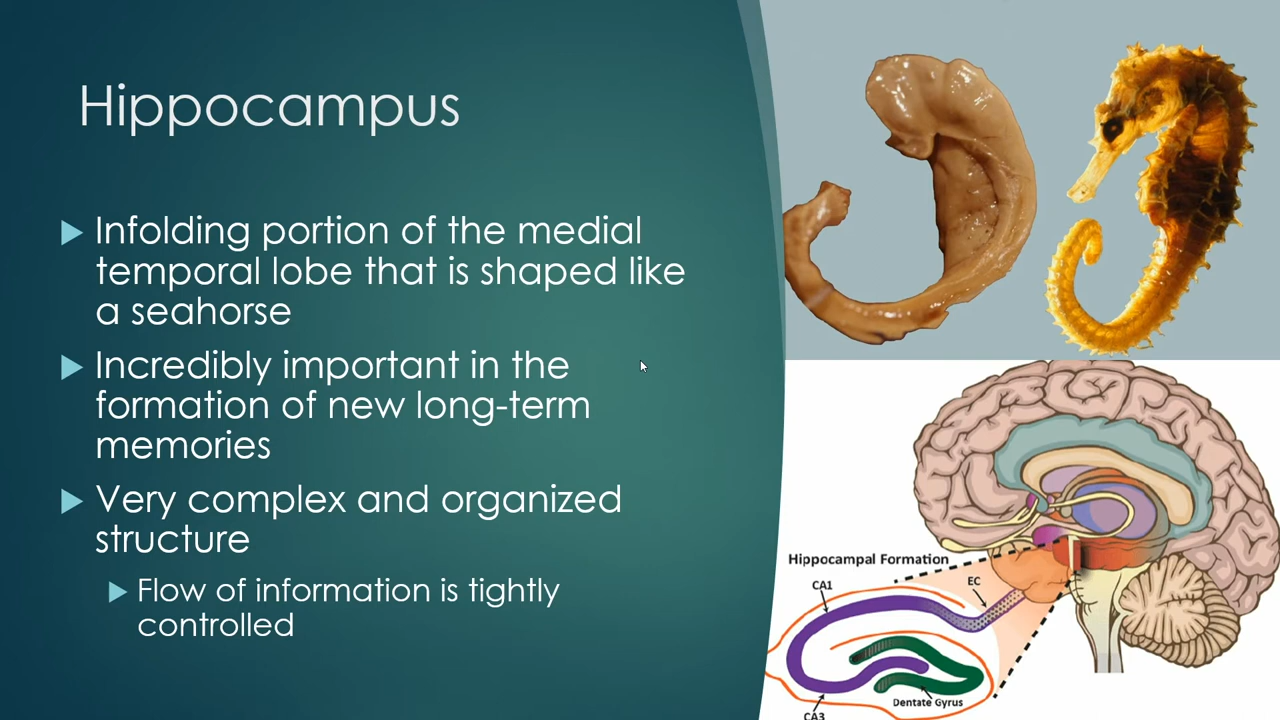 Hippocampus
Infolding portion of the medial
temporal lobe that is shaped like
a seahorse
Incredibly important in the
formation of new long-term
memories
Very complex and organized
structure
Flow of information is tightly
controlled
Hippocampal Formation
CA1
EC
Dentate Gyrus
CA3